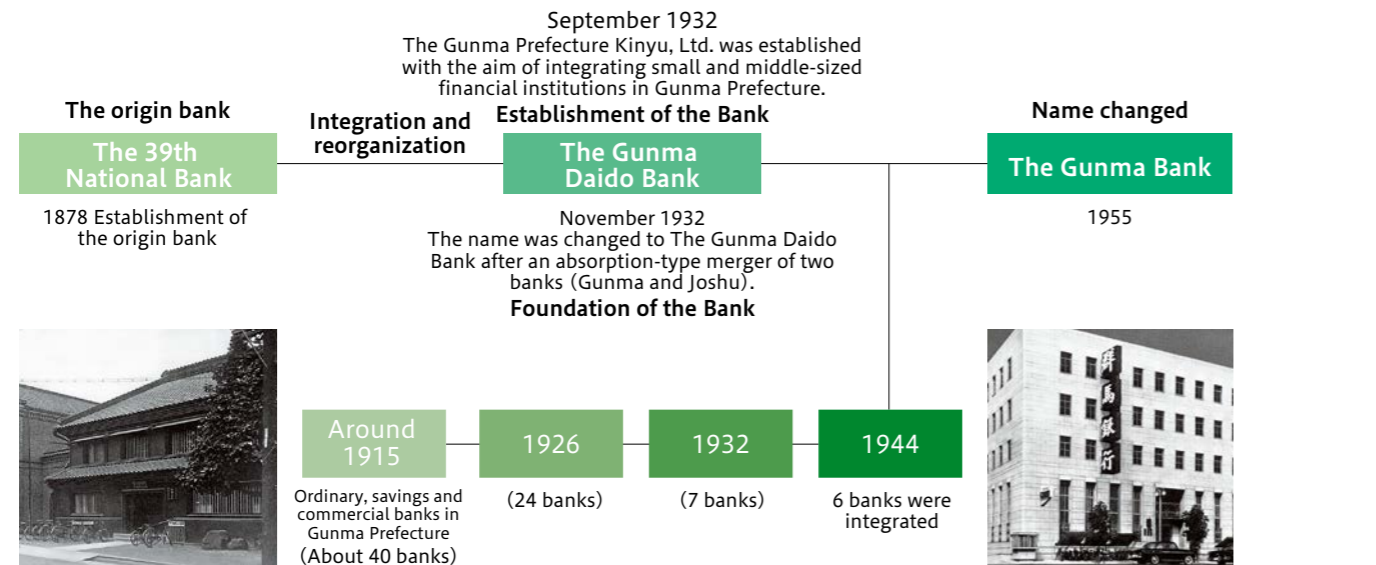 September 1932
The Gunma Prefecture Kinyu, Ltd. was established
with the aim of integrating small and middle-sized
financial institutions in Gunma Prefecture.
The origin bank
Integration and
reorganization
Establishment of the Bank
Name changed
The 39th
National Bank
The Gunma
Daido Bank
The Gunma Bank
1878 Establishment of
the origin bank
November 1932
The name was changed to The Gunma Daido
Bank after an absorption-type merger of two
banks (Gunma and Joshu).
Foundation of the Bank
1955
群馬銀行
Around
1915
1926
1932
1944
Ordinary, savings and
commercial banks in
Gunma Prefecture
(About 40 banks)
(24 banks)
(7 banks)
6 banks were
integrated